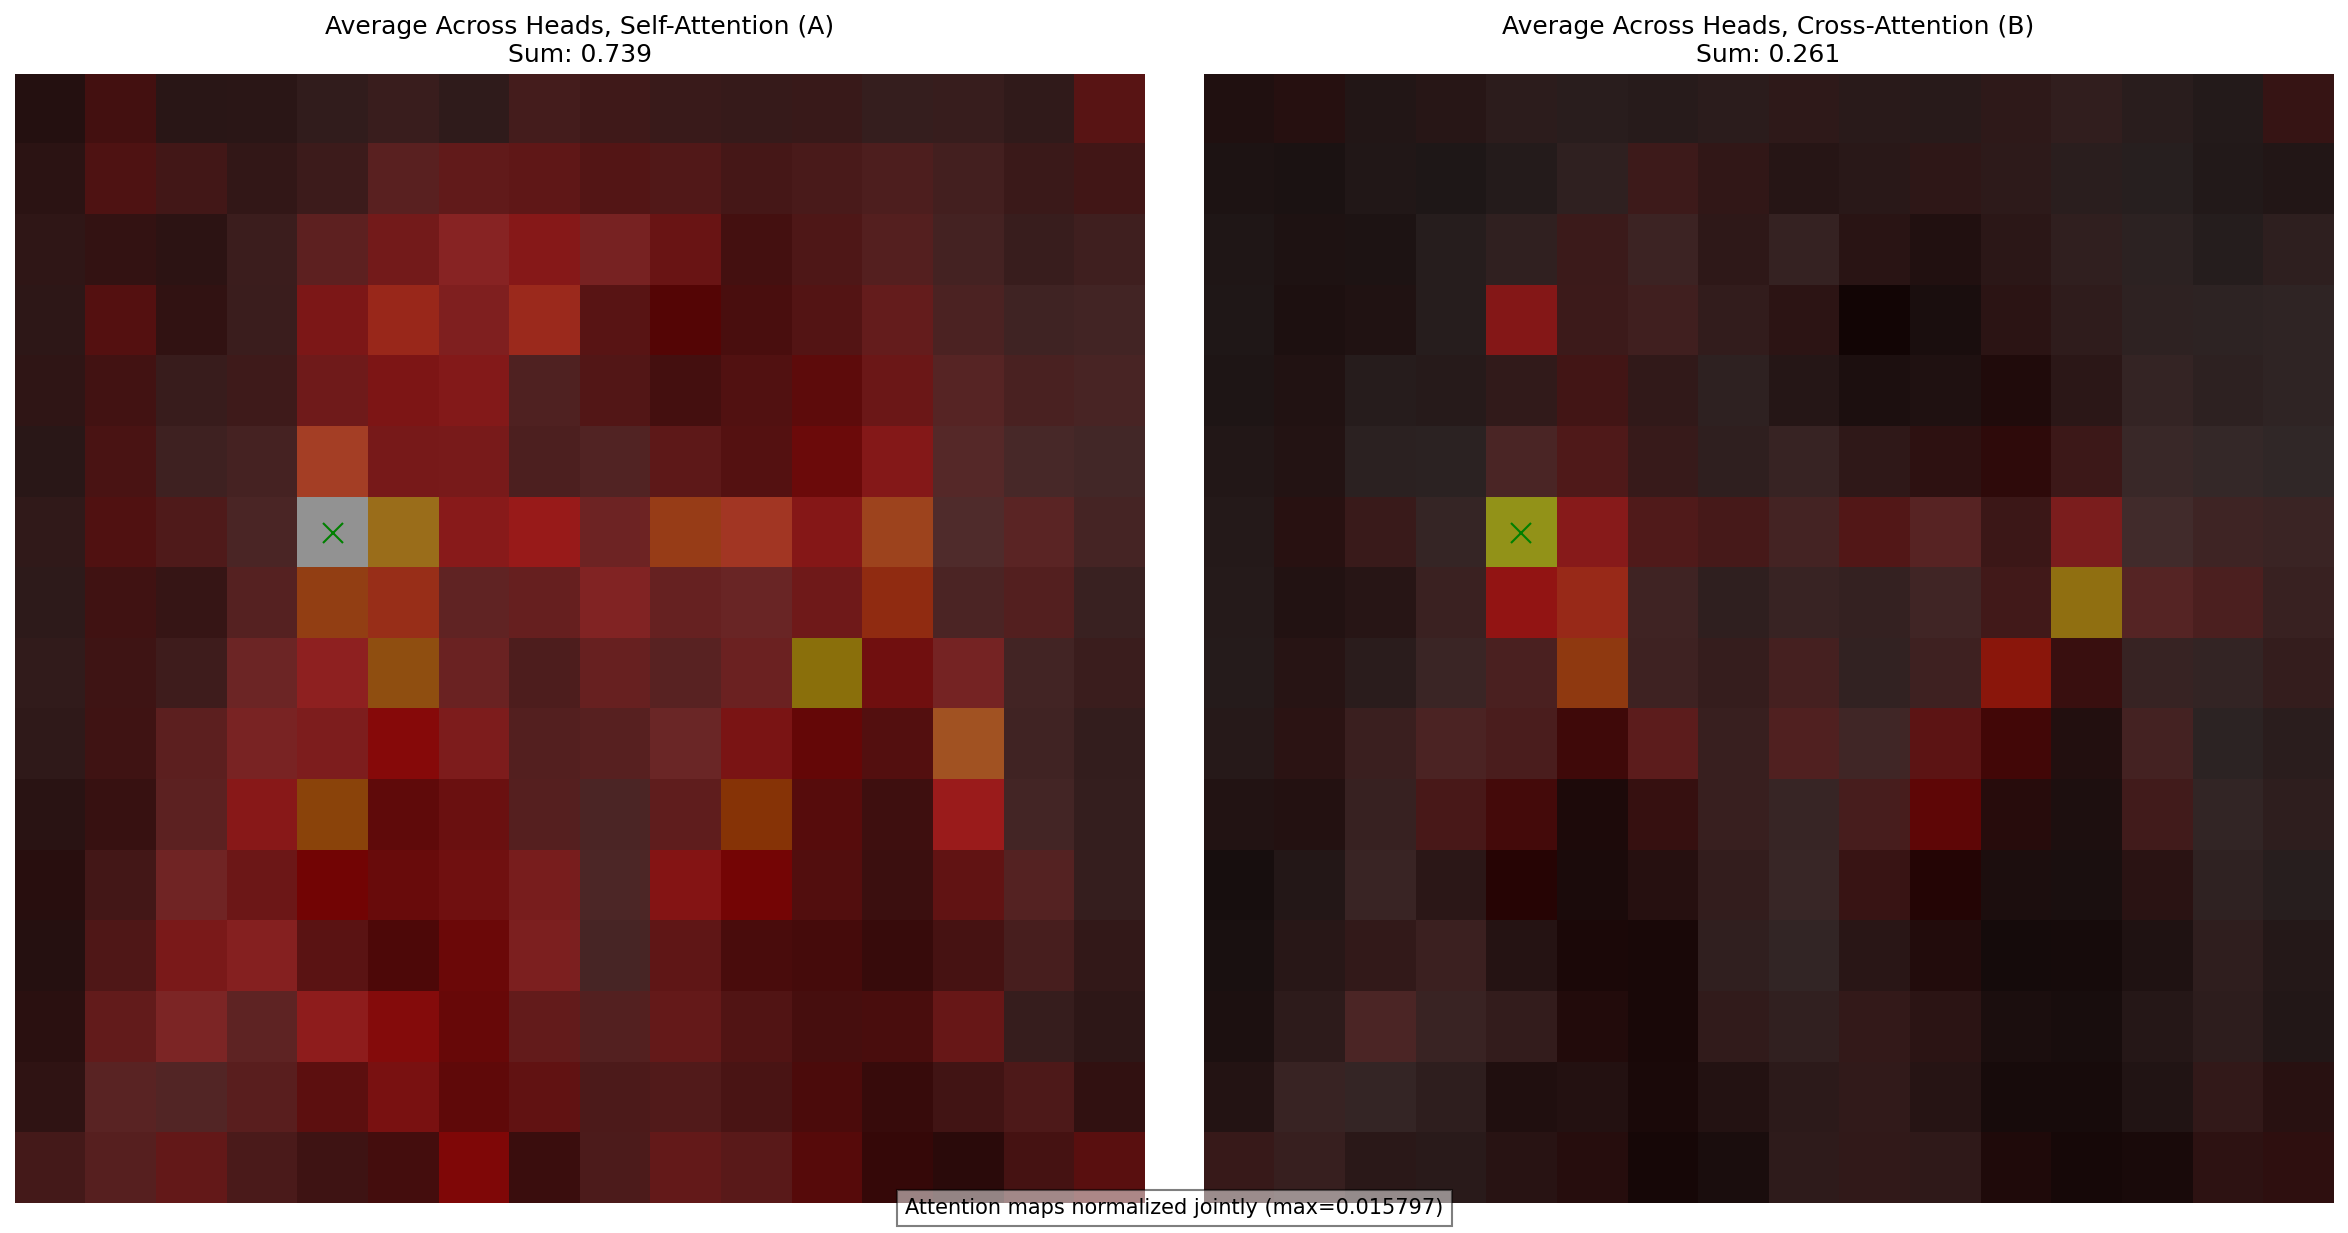 Average Across Heads, Self-Attention (A)
Sum: 0.739
Average Across Heads, Cross-Attention (B)
Sum: 0.261
Attention maps normalized jointly (max=0.015797)